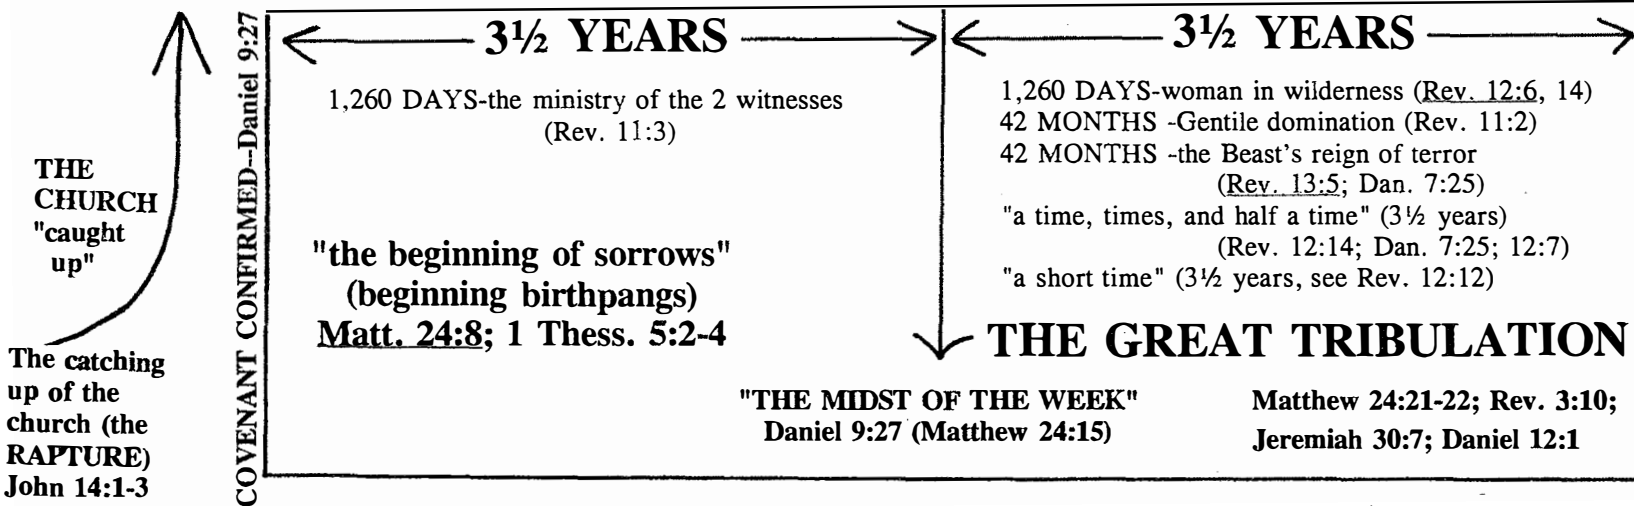 THE
CHURCH
"caught
up"
The catching
up of the
church (the
RAPTURE)
John 14:1-3
COVENANT CONFIRMED--Daniel 9:27
3½ YEARS
1,260 DAYS-the ministry of the 2 witnesses
(Rev. 11:3)
"the beginning of sorrows"
(beginning birthpangs)
Matt. 24:8; 1 Thess. 5:2-4
"THE MIDST OF THE WEEK"
Daniel 9:27 (Matthew 24:15)
3½ YEARS
1,260 DAYS-woman in wilderness (Rev. 12:6, 14)
42 MONTHS -Gentile domination (Rev. 11:2)
42 MONTHS -the Beast's reign of terror
(Rev. 13:5; Dan. 7:25)
"a time, times, and half a time" (3½ years)
(Rev. 12:14; Dan. 7:25; 12:7)
"a short time" (3½ years, see Rev. 12:12)
THE GREAT TRIBULATION
Matthew 24:21-22; Rev. 3:10;
Jeremiah 30:7; Daniel 12:1